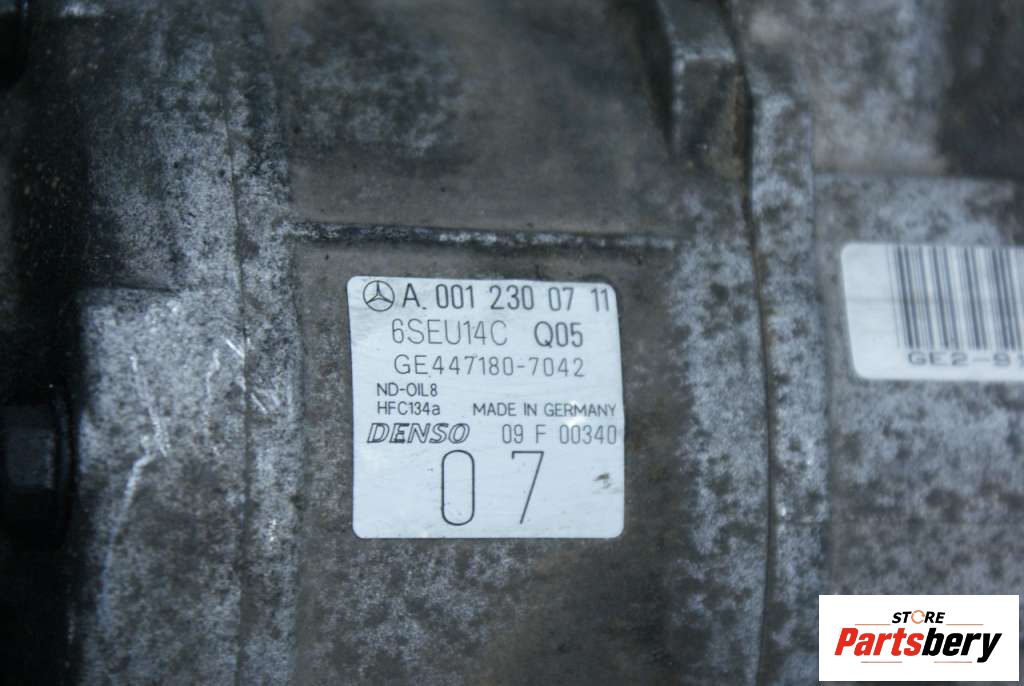 A. 001 230 07 11
6SEU14C Q05
GE447180-7042
ND-OIL8
HFC134a MADE IN GERMANY
DENSO 09 F 00340
07
GE2-9
STORE
Partsbery